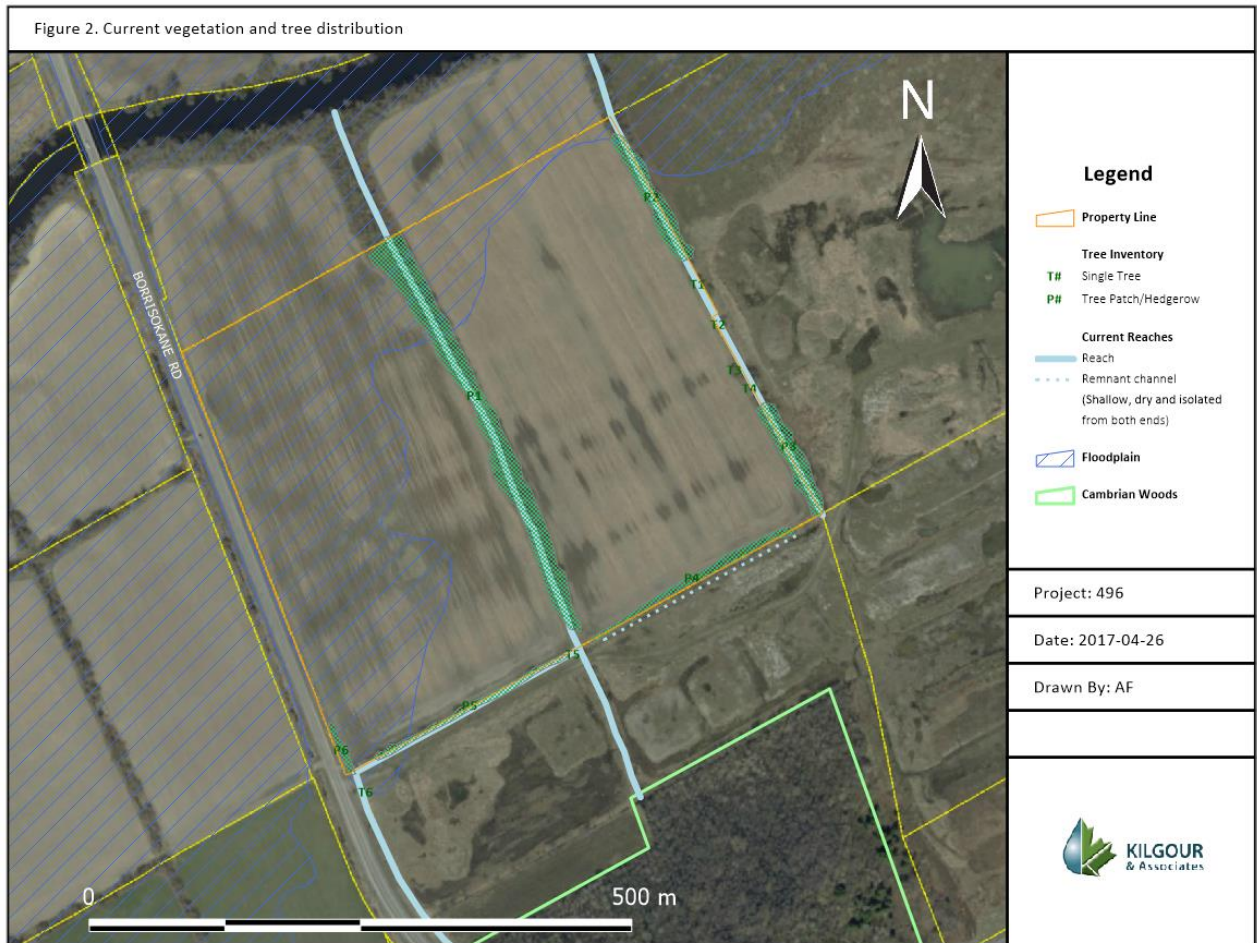 Figure 2. Current vegetation and tree distribution
N
BORRISOKANE RD
P2
T1
T2
T3
T4
P1
P3
P4
T5
P5
P6
T6
0
500 m
Legend
Property Line
Tree Inventory
T#
Single Tree
P#
Tree Patch/Hedgerow
Current Reaches
Reach
Remnant channel
(Shallow, dry and isolated
from both ends)
Floodplain
Cambrian Woods
Project: 496
Date: 2017-04-26
Drawn By: AF
KILGOUR
& Associates